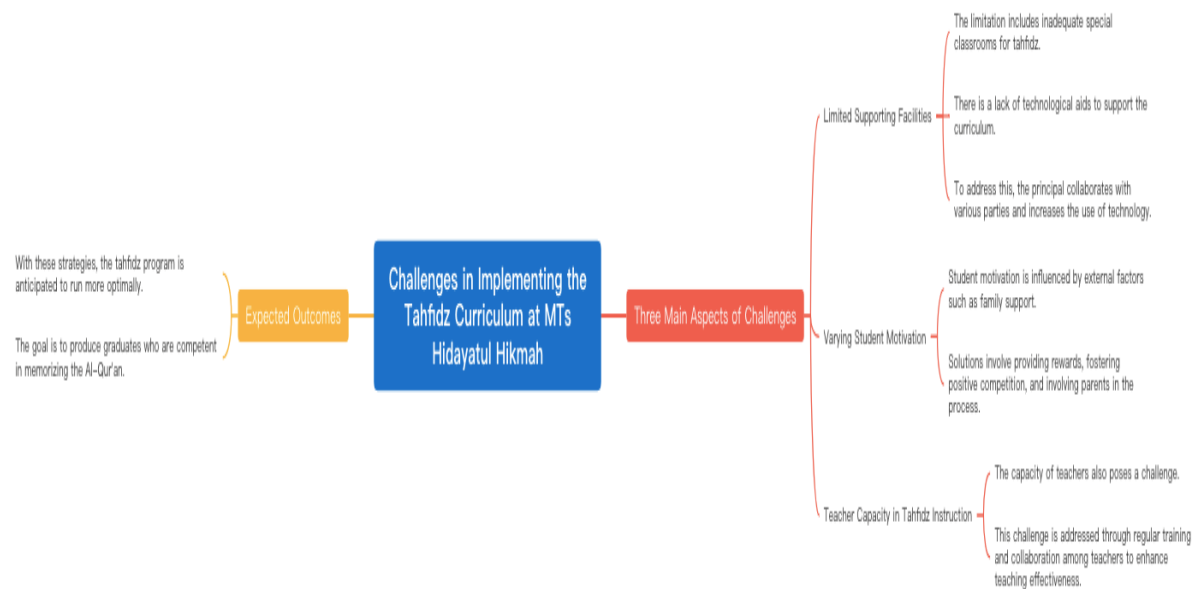 Challenges in Implementing the
Tahfidz Curriculum at MTs
Hidayatul Hikmah
Three Main Aspects of Challenges
Limited Supporting Facilities
The limitation includes inadequate special
classrooms for tahfidz.
There is a lack of technological aids to support the
curriculum.
To address this, the principal collaborates with
various parties and increases the use of technology.
Varying Student Motivation
Student motivation is influenced by external factors
such as family support.
Solutions involve providing rewards, fostering
positive competition, and involving parents in the
process.
Teacher Capacity in Tahfidz Instruction
The capacity of teachers also poses a challenge.
This challenge is addressed through regular training
and collaboration among teachers to enhance
teaching effectiveness.
Expected Outcomes
With these strategies, the tahfidz program is
anticipated to run more optimally.
The goal is to produce graduates who are competent
in memorizing the Al-Qur'an.